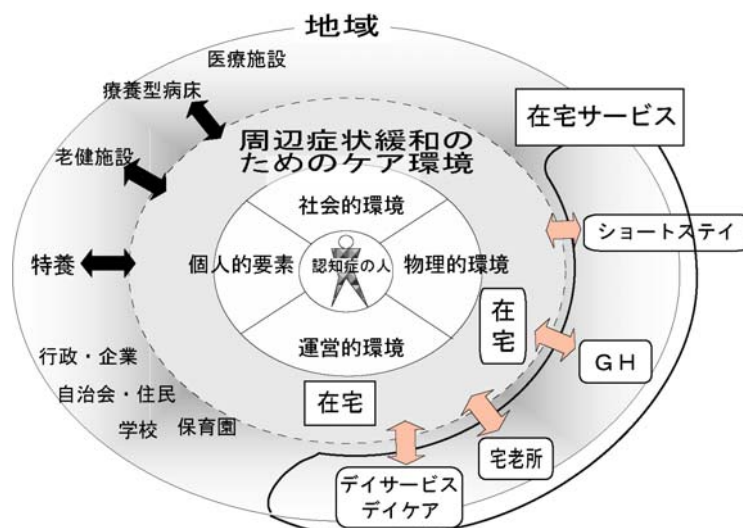 地域
医療施設
療養型病床
在宅サービス
老健施設
周辺症状緩和の
ためのケア環境
社会的環境
ショートステイ
特養
個人的要素
認知症の人
物理的環境
在
宅
運営的環境
行政・企業
GH
自治会・住民
在宅
学校
保育園
宅老所
デイサービス
デイケア